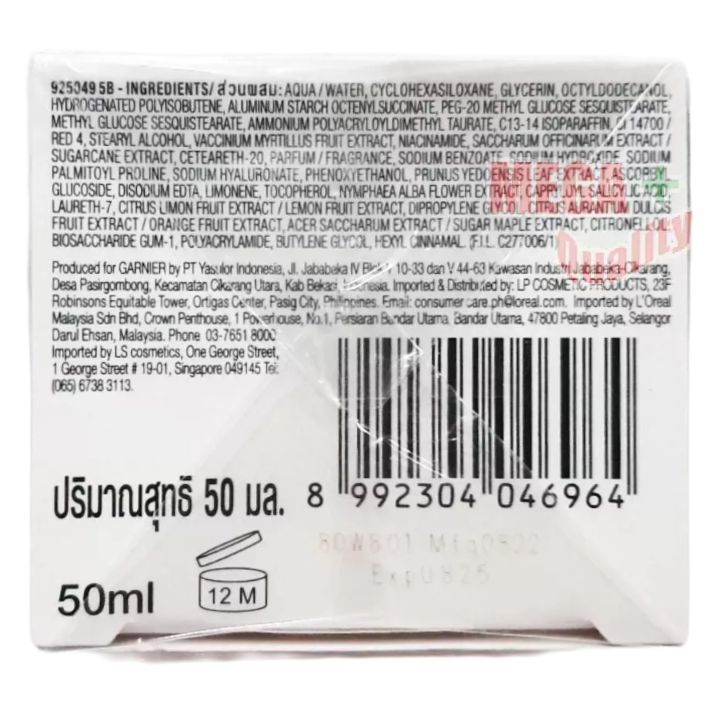 9250495B - INGREDIENTS/ส่วนผสม: AQUA / WATER, CYCLOHEXASILOXANE, GLYCERIN, OCTYLDODECANOL,
HYDROGENATED POLYISOBUTENE, ALUMINUM STARCH OCTENYLSUCCINATE, PEG-20 METHYL GLUCOSE SESQUISTEARATE,
METHYL GLUCOSE SESQUISTEARATE, AMMONIUM POLYACRYLOYLDIMETHYL TAURATE, C13-14 ISOPARAFFIN, CI 14700 /
RED 4, STEARYL ALCOHOL, VACCINIUM MYRTILLUS FRUIT EXTRACT, NIACINAMIDE, SACCHARUM OFFICINARUM EXTRACT /
SUGARCANE EXTRACT, CETEARETH-20, PARFUM / FRAGRANCE, SODIUM BENZOATE, SODIUM HYDROXIDE, SODIUM
PALMITOYL PROLINE, SODIUM HYALURONATE, PHENOXYETHANOL, PRUNUS YEDOENSIS LEAF EXTRACT, ASCORBYL
GLUCOSIDE, DISODIUM EDTA, LIMONENE, TOCOPHEROL, NYMPHAEA ALBA FLOWER EXTRACT, CAPRYLOYL SALICYLIC ACID,
LAURETH-7, CITRUS LIMON FRUIT EXTRACT / LEMON FRUIT EXTRACT, DIPROPYLENE GLYCOL, CITRUS AURANTIUM DULCIS
FRUIT EXTRACT / ORANGE FRUIT EXTRACT, ACER SACCHARUM EXTRACT / SUGAR MAPLE EXTRACT, CITRONELLOL,
BIOSACCHARIDE GUM-1, POLYACRYLAMIDE, BUTYLENE GLYCOL, HEXYL CINNAMAL. (F.I.L. C277006/1)
Quality
Produced for GARNIER by PT Yasulor Indonesia, Jl. Jababeka IV Blok V 10-33 dan V 44-63 Kawasan Industri Jababeka-Cikarang,
Desa Pasirgombong, Kecamatan Cikarang Utara, Kab Bekasi, Indonesia. Imported & Distributed by: LP COSMETIC PRODUCTS, 23F
Robinsons Equitable Tower, Ortigas Center, Pasig City, Philippines. Email: consumer.care.ph@loreal.com. Imported by L'Oreal
Malaysia Sdn Bhd, Crown Penthouse, 1 Powerhouse, No.1, Persiaran Bandar Utama, Bandar Utama, 47800 Petaling Jaya, Selangor
Darul Ehsan, Malaysia. Phone 03-7651 8000
Imported by LS cosmetics, One George Street,
1 George Street # 19-01, Singapore 049145 Tel:
(065) 6738 3113.
ปริมาณสุทธิ 50 มล.
8 992304 046964
80W801 Mfg0822
Exp0825
50ml
12 M